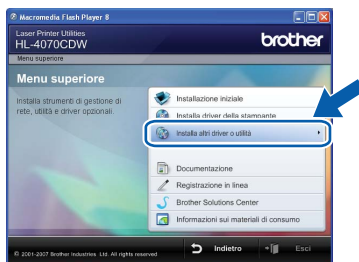 Macromedia Flash Player 8
Laser Printer Utilities
HL-4070CDW
brother
Menu superiore
Menu superiore
Installa strumenti di gestione di
rete, utilità e driver opzionali.
Installazione iniziale
Installa driver della stampante
Installa altri driver o utilità
Documentazione
Registrazione in linea
Brother Solutions Center
Informazioni sui materiali di consumo
© 2001-2007 Brother Industries Ltd. All rights reserved
Indietro
Esci